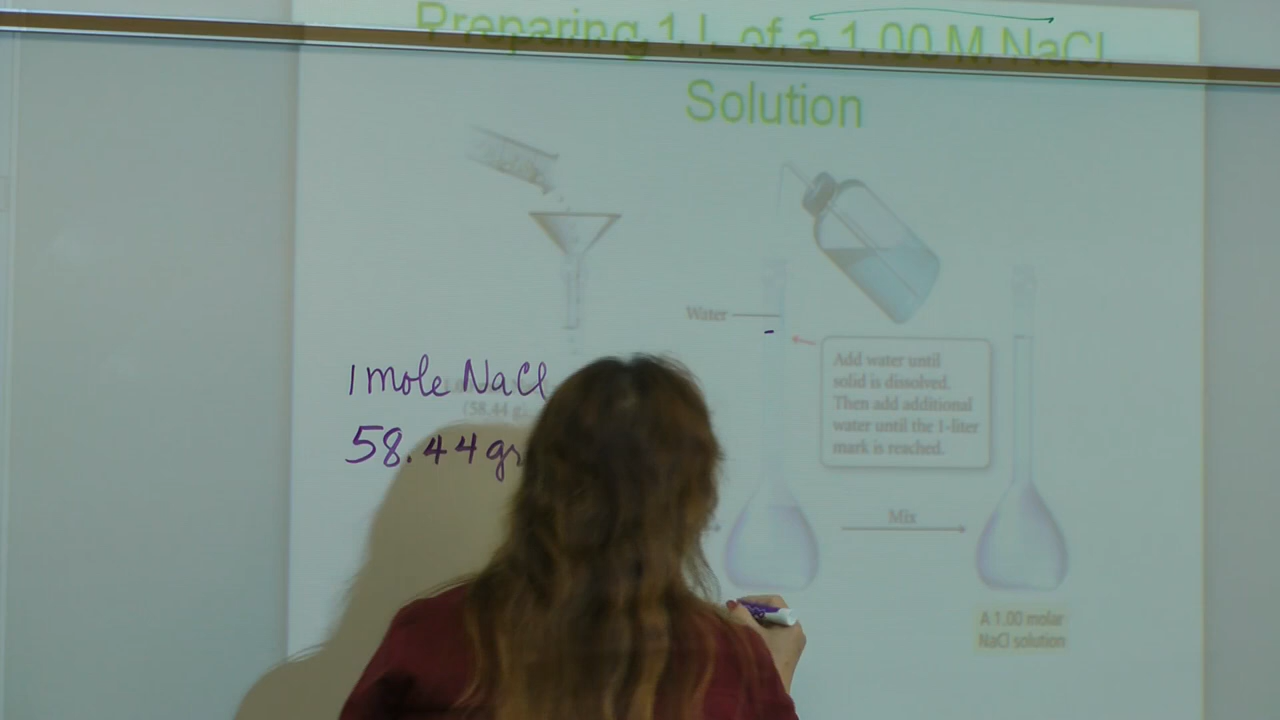 Preparing 1 L of a 1.00 M NaCl
Solution
Water
Add water until
solid is dissolved.
Then add additional
water until the 1-liter
mark is reached.
1 mole NaCl
(58.44 g
58.44 gr
Mix
A 1.00 molar
NaCl solution